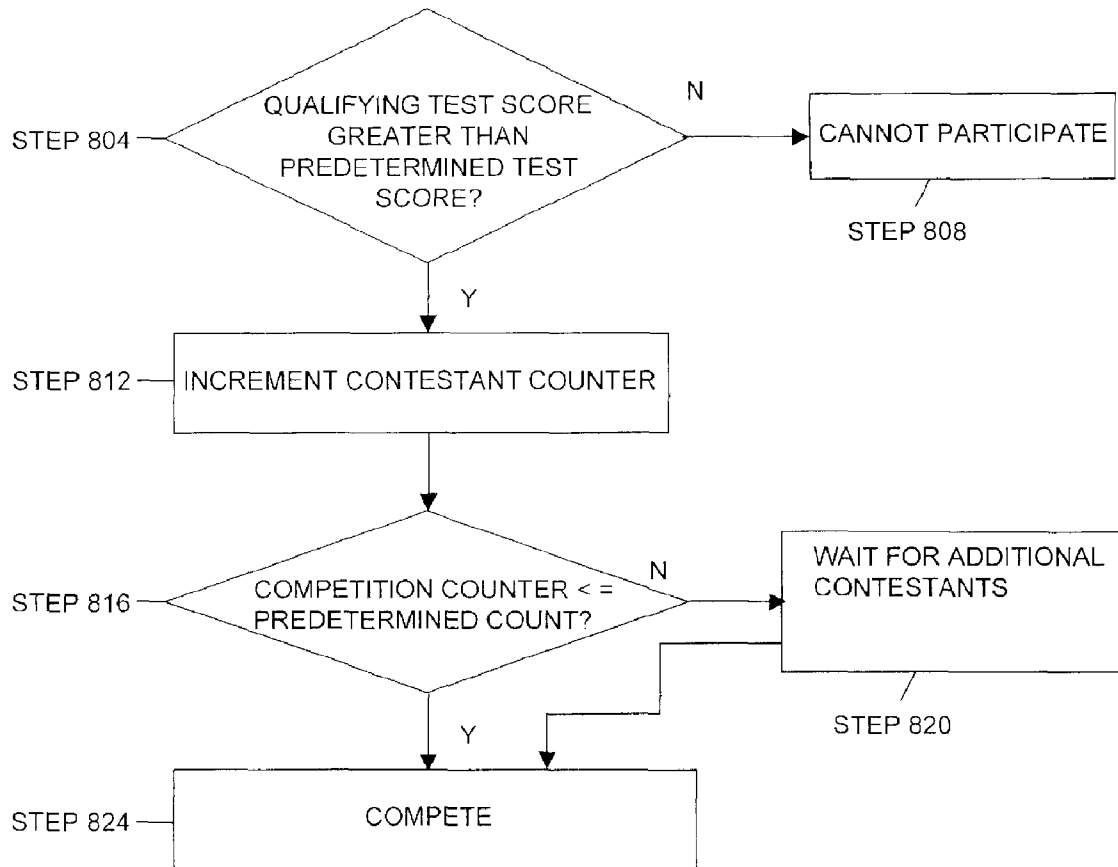 QUALIFYING TEST SCORE
GREATER THAN
PREDETERMINED TEST
SCORE?
STEP 804
N
CANNOT PARTICIPATE
STEP 808
Y
STEP 812
INCREMENT CONTESTANT COUNTER
STEP 816
COMPETITION COUNTER < =
PREDETERMINED COUNT?
N
WAIT FOR ADDITIONAL
CONTESTANTS
STEP 820
Y
STEP 824
COMPETE